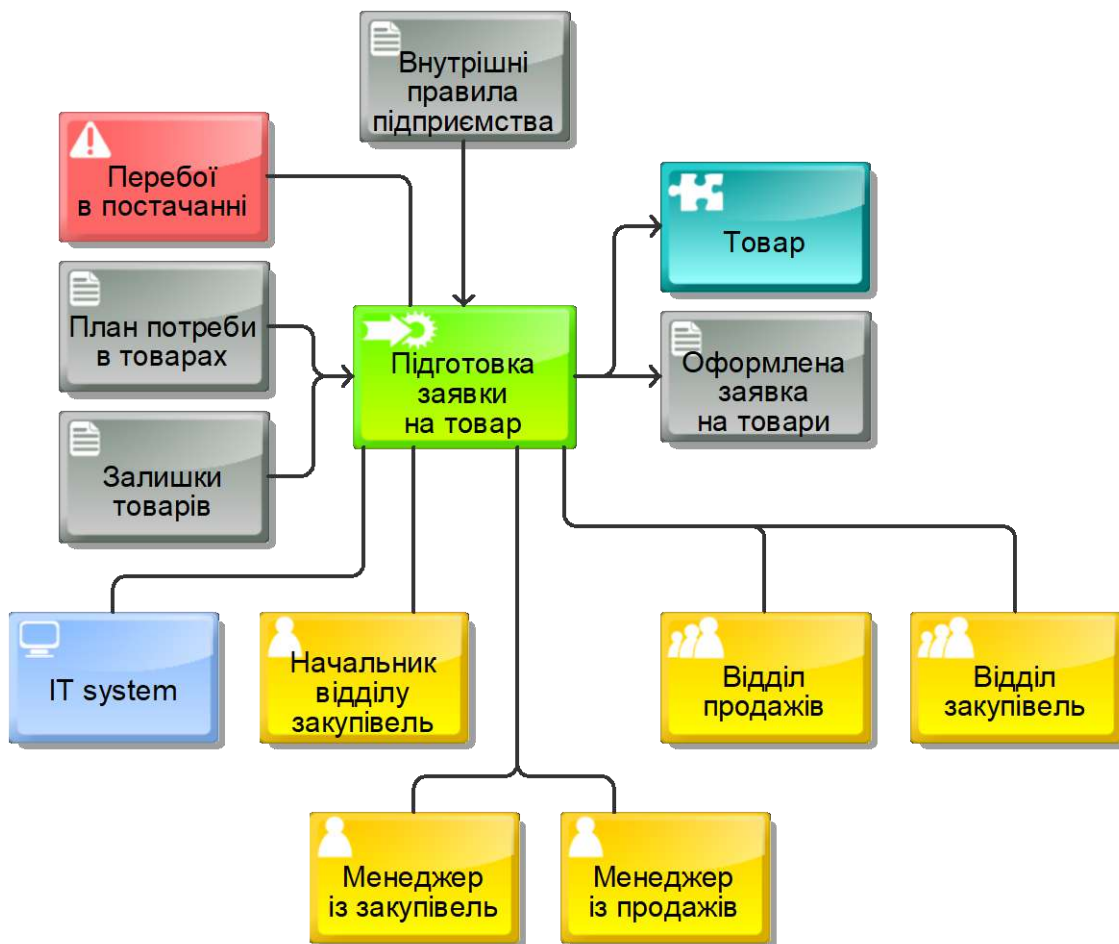 Внутрішні
правила
підприємства
Перебої
в постачанні
Товар
План потреби
в товарах
Підготовка
заявки
на товар
Оформлена
заявка
на товари
Залишки
товарів
IT system
Начальник
відділу
закупівель
Відділ
продажів
Відділ
закупівель
Менеджер
із закупівель
Менеджер
із продажів